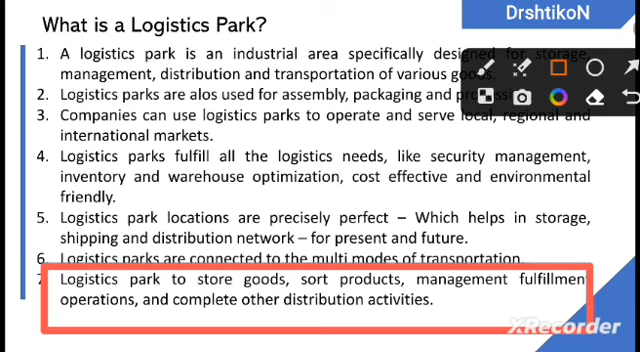 What is a Logistics Park?
DrshtikoN
1. A logistics park is an industrial area specifically designed for storage,
management, distribution and transportation of various goods.
2. Logistics parks are alos used for assembly, packaging and
3. Companies can use logistics parks to operate and serve local, regional and
international markets.
4. Logistics parks fulfill all the logistics needs, like security management,
inventory and warehouse optimization, cost effective and environmental
friendly.
5. Logistics park locations are precisely perfect – Which helps in storage,
shipping and distribution network – for present and future.
6. Logistics parks are connected to the multi modes of transportation.
7. Logistics park to store goods, sort products, management fulfillmen
operations, and complete other distribution activities.
XRecorder